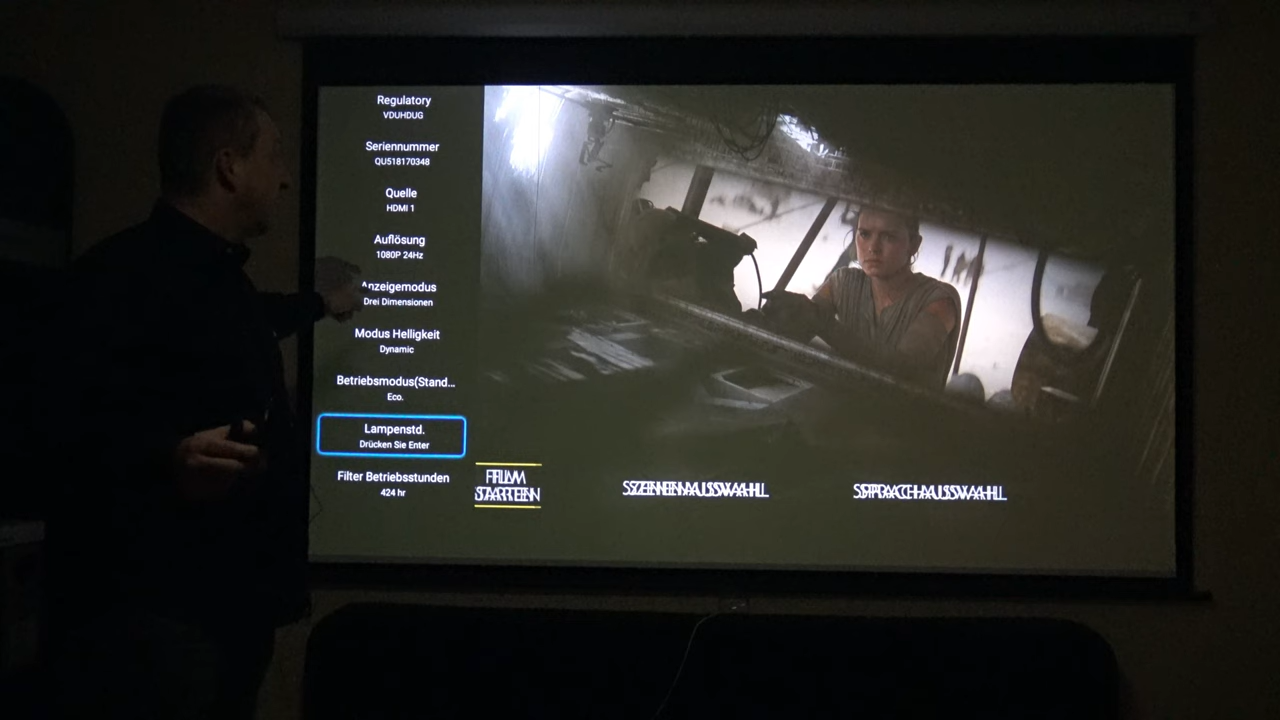 Regulatory
VDUHDUG
Seriennummer
QU518170348
Quelle
HDMI 1
Auflösung
1080P 24Hz
Anzeigemodus
Drei Dimensionen
Modus Helligkeit
Dynamic
Betriebsmodus(Stand...
Eco.
Lampenstd.
Drücken Sie Enter
Filter Betriebsstunden
424 hr
FILM
STARTEN
SZENENAUSWAHL
SPRACHAUSWAHL